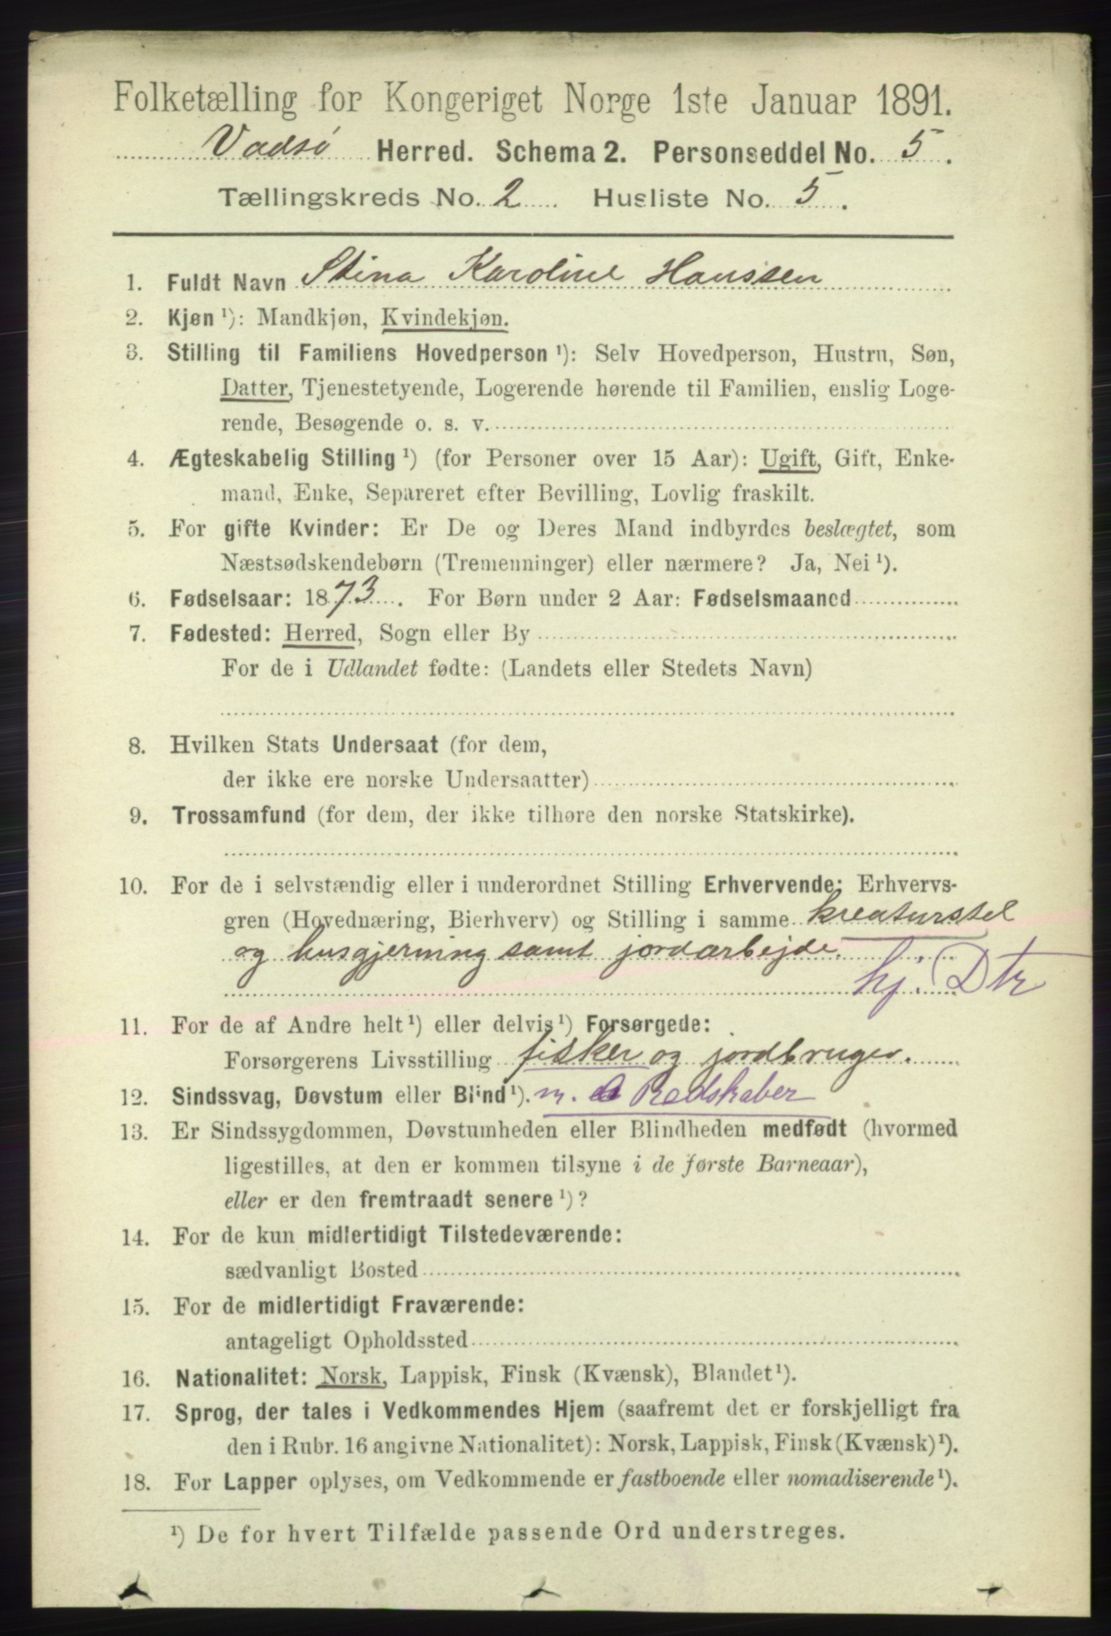 Folketælling for Kongeriget Norge 1ste Januar 1891.
Vadsø Herred. Schema 2. Personseddel No. 5.
Tællingskreds No. 2 Husliste No. 5.
1. Fuldt Navn Stina Karoline Hanssen
2. Kjøn ¹): Mandkjøn, Kvindekjøn.
3. Stilling til Familiens Hovedperson ¹): Selv Hovedperson, Hustru, Søn,
Datter, Tjenestetyende, Logerende hørende til Familien, enslig Loge-
rende, Besøgende o. s. v.
4. Ægteskabelig Stilling ¹) (for Personer over 15 Aar): Ugift, Gift, Enke-
mand, Enke, Separeret efter Bevilling, Lovlig fraskilt.
5. For gifte Kvinder: Er De og Deres Mand indbyrdes beslægtet, som
Næstsødskendebørn (Tremenninger) eller nærmere? Ja, Nei ¹).
6. Fødselsaar: 1873. For Børn under 2 Aar: Fødselsmaaned
7. Fødested: Herred, Sogn eller By
For de i Udlandet fødte: (Landets eller Stedets Navn)
8. Hvilken Stats Undersaat (for dem,
der ikke ere norske Undersaatter)
9. Trossamfund (for dem, der ikke tilhøre den norske Statskirke).
10. For de i selvstændig eller i underordnet Stilling Erhvervende: Erhvervs-
gren (Hovednæring, Bierhverv) og Stilling i samme kreaturstel
og husgjerning samt jordarbejde.
hj. Dtr
11. For de af Andre helt ¹) eller delvis ¹) Forsørgede:
Forsørgerens Livsstilling fisker og jordbruger.
12. Sindssvag, Døvstum eller Blind ¹). m. Redskaber
13. Er Sindssygdommen, Døvstumheden eller Blindheden medfødt (hvormed
ligestilles, at den er kommen tilsyne i de første Barneaar),
eller er den fremtraadt senere ¹)?
14. For de kun midlertidigt Tilstedeværende:
sædvanligt Bosted
15. For de midlertidigt Fraværende:
antageligt Opholdssted
16. Nationalitet: Norsk, Lappisk, Finsk (Kvænsk), Blandet ¹).
17. Sprog, der tales i Vedkommendes Hjem (saafremt det er forskjelligt fra
den i Rubr. 16 angivne Nationalitet): Norsk, Lappisk, Finsk (Kvænsk) ¹).
18. For Lapper oplyses, om Vedkommende er fastboende eller nomadiserende ¹).
¹) De for hvert Tilfælde passende Ord understreges.